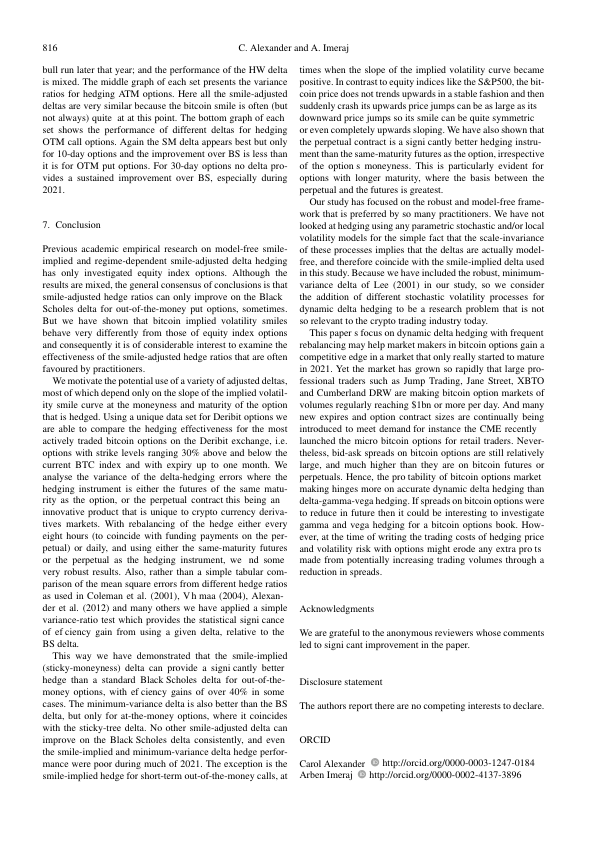 816
C. Alexander and A. Imeraj
bull run later that year; and the performance of the HW delta
is mixed. The middle graph of each set presents the variance
ratios for hedging ATM options. Here all the smile-adjusted
deltas are very similar because the bitcoin smile is often (but
not always) quite at at this point. The bottom graph of each
set shows the performance of different deltas for hedging
OTM call options. Again the SM delta appears best but only
for 10-day options and the improvement over BS is less than
it is for OTM put options. For 30-day options no delta pro-
vides a sustained improvement over BS, especially during
2021.
7. Conclusion
Previous academic empirical research on model-free smile-
implied and regime-dependent smile-adjusted delta hedging
has only investigated equity index options. Although the
results are mixed, the general consensus of conclusions is that
smile-adjusted hedge ratios can only improve on the Black
Scholes delta for out-of-the-money put options, sometimes.
But we have shown that bitcoin implied volatility smiles
behave very differently from those of equity index options
and consequently it is of considerable interest to examine the
effectiveness of the smile-adjusted hedge ratios that are often
favoured by practitioners.
We motivate the potential use of a variety of adjusted deltas,
most of which depend only on the slope of the implied volatil-
ity smile curve at the moneyness and maturity of the option
that is hedged. Using a unique data set for Deribit options we
are able to compare the hedging effectiveness for the most
actively traded bitcoin options on the Deribit exchange, i.e.
options with strike levels ranging 30% above and below the
current BTC index and with expiry up to one month. We
analyse the variance of the delta-hedging errors where the
hedging instrument is either the futures of the same matu-
rity as the option, or the perpetual contract this being an
innovative product that is unique to crypto currency deriva-
tives markets. With rebalancing of the hedge either every
eight hours (to coincide with funding payments on the per-
petual) or daily, and using either the same-maturity futures
or the perpetual as the hedging instrument, we nd some
very robust results. Also, rather than a simple tabular com-
parison of the mean square errors from different hedge ratios
as used in Coleman et al. (2001), V h maa (2004), Alexan-
der et al. (2012) and many others we have applied a simple
variance-ratio test which provides the statistical signi cance
of ef ciency gain from using a given delta, relative to the
BS delta.
This way we have demonstrated that the smile-implied
(sticky-moneyness) delta can provide a signi cantly better
hedge than a standard Black Scholes delta for out-of-the-
money options, with ef ciency gains of over 40% in some
cases. The minimum-variance delta is also better than the BS
delta, but only for at-the-money options, where it coincides
with the sticky-tree delta. No other smile-adjusted delta can
improve on the Black Scholes delta consistently, and even
the smile-implied and minimum-variance delta hedge perfor-
mance were poor during much of 2021. The exception is the
smile-implied hedge for short-term out-of-the-money calls, at
times when the slope of the implied volatility curve became
positive. In contrast to equity indices like the S&P500, the bit-
coin price does not trends upwards in a stable fashion and then
suddenly crash its upwards price jumps can be as large as its
downward price jumps so its smile can be quite symmetric
or even completely upwards sloping. We have also shown that
the perpetual contract is a signi cantly better hedging instru-
ment than the same-maturity futures as the option, irrespective
of the option s moneyness. This is particularly evident for
options with longer maturity, where the basis between the
perpetual and the futures is greatest.
Our study has focused on the robust and model-free frame-
work that is preferred by so many practitioners. We have not
looked at hedging using any parametric stochastic and/or local
volatility models for the simple fact that the scale-invariance
of these processes implies that the deltas are actually model-
free, and therefore coincide with the smile-implied delta used
in this study. Because we have included the robust, minimum-
variance delta of Lee (2001) in our study, so we consider
the addition of different stochastic volatility processes for
dynamic delta hedging to be a research problem that is not
so relevant to the crypto trading industry today.
This paper s focus on dynamic delta hedging with frequent
rebalancing may help market makers in bitcoin options gain a
competitive edge in a market that only really started to mature
in 2021. Yet the market has grown so rapidly that large pro-
fessional traders such as Jump Trading, Jane Street, XBTO
and Cumberland DRW are making bitcoin option markets of
volumes regularly reaching $1bn or more per day. And many
new expires and option contract sizes are continually being
introduced to meet demand for instance the CME recently
launched the micro bitcoin options for retail traders. Never-
theless, bid-ask spreads on bitcoin options are still relatively
large, and much higher than they are on bitcoin futures or
perpetuals. Hence, the pro tability of bitcoin options market
making hinges more on accurate dynamic delta hedging than
delta-gamma-vega hedging. If spreads on bitcoin options were
to reduce in future then it could be interesting to investigate
gamma and vega hedging for a bitcoin options book. How-
ever, at the time of writing the trading costs of hedging price
and volatility risk with options might erode any extra pro ts
made from potentially increasing trading volumes through a
reduction in spreads.
Acknowledgments
We are grateful to the anonymous reviewers whose comments
led to signi cant improvement in the paper.
Disclosure statement
The authors report there are no competing interests to declare.
ORCID
Carol Alexander http://orcid.org/0000-0003-1247-0184
Arben Imeraj http://orcid.org/0000-0002-4137-3896